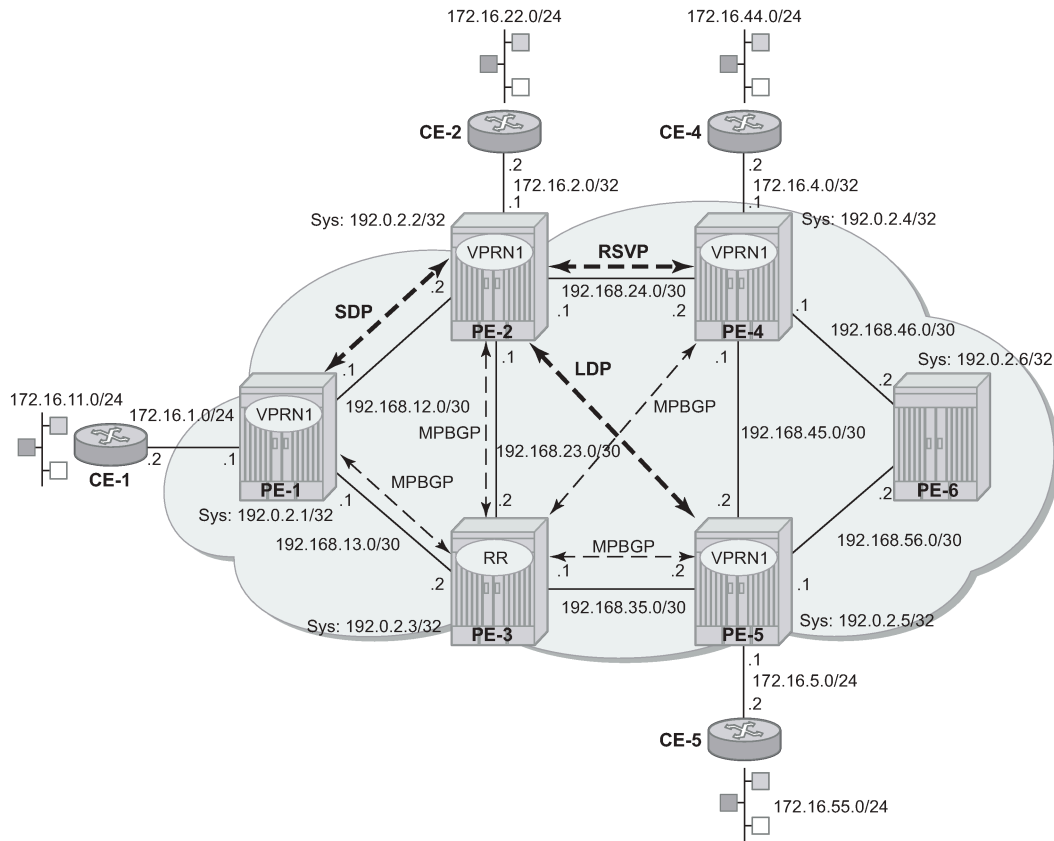 172.16.22.0/24
172.16.44.0/24
CE-2
CE-4
.2
.2
172.16.2.0/32
172.16.4.0/32
.1
.1
Sys: 192.0.2.2/32
Sys: 192.0.2.4/32
VPRN1
RSVP
VPRN1
.2
192.168.24.0/30
.1
SDP
.1
.2
192.168.46.0/30
PE-2
PE-4
.1
LDP
.1
Sys: 192.0.2.6/32
.1
.2
172.16.11.0/24
172.16.1.0/24
VPRN1
192.168.12.0/30
MPBGP
MPBGP
192.168.45.0/30
.2
.1
CE-1
192.168.23.0/30
MPBGP
PE-1
PE-6
.1
.2
.2
.2
Sys: 192.0.2.1/32
192.168.13.0/30
192.168.56.0/30
RR
MPBGP
VPRN1
.2
.1
.2
.1
192.168.35.0/30
Sys: 192.0.2.3/32
PE-3
PE-5
Sys: 192.0.2.5/32
.1
172.16.5.0/24
.2
CE-5
172.16.55.0/24